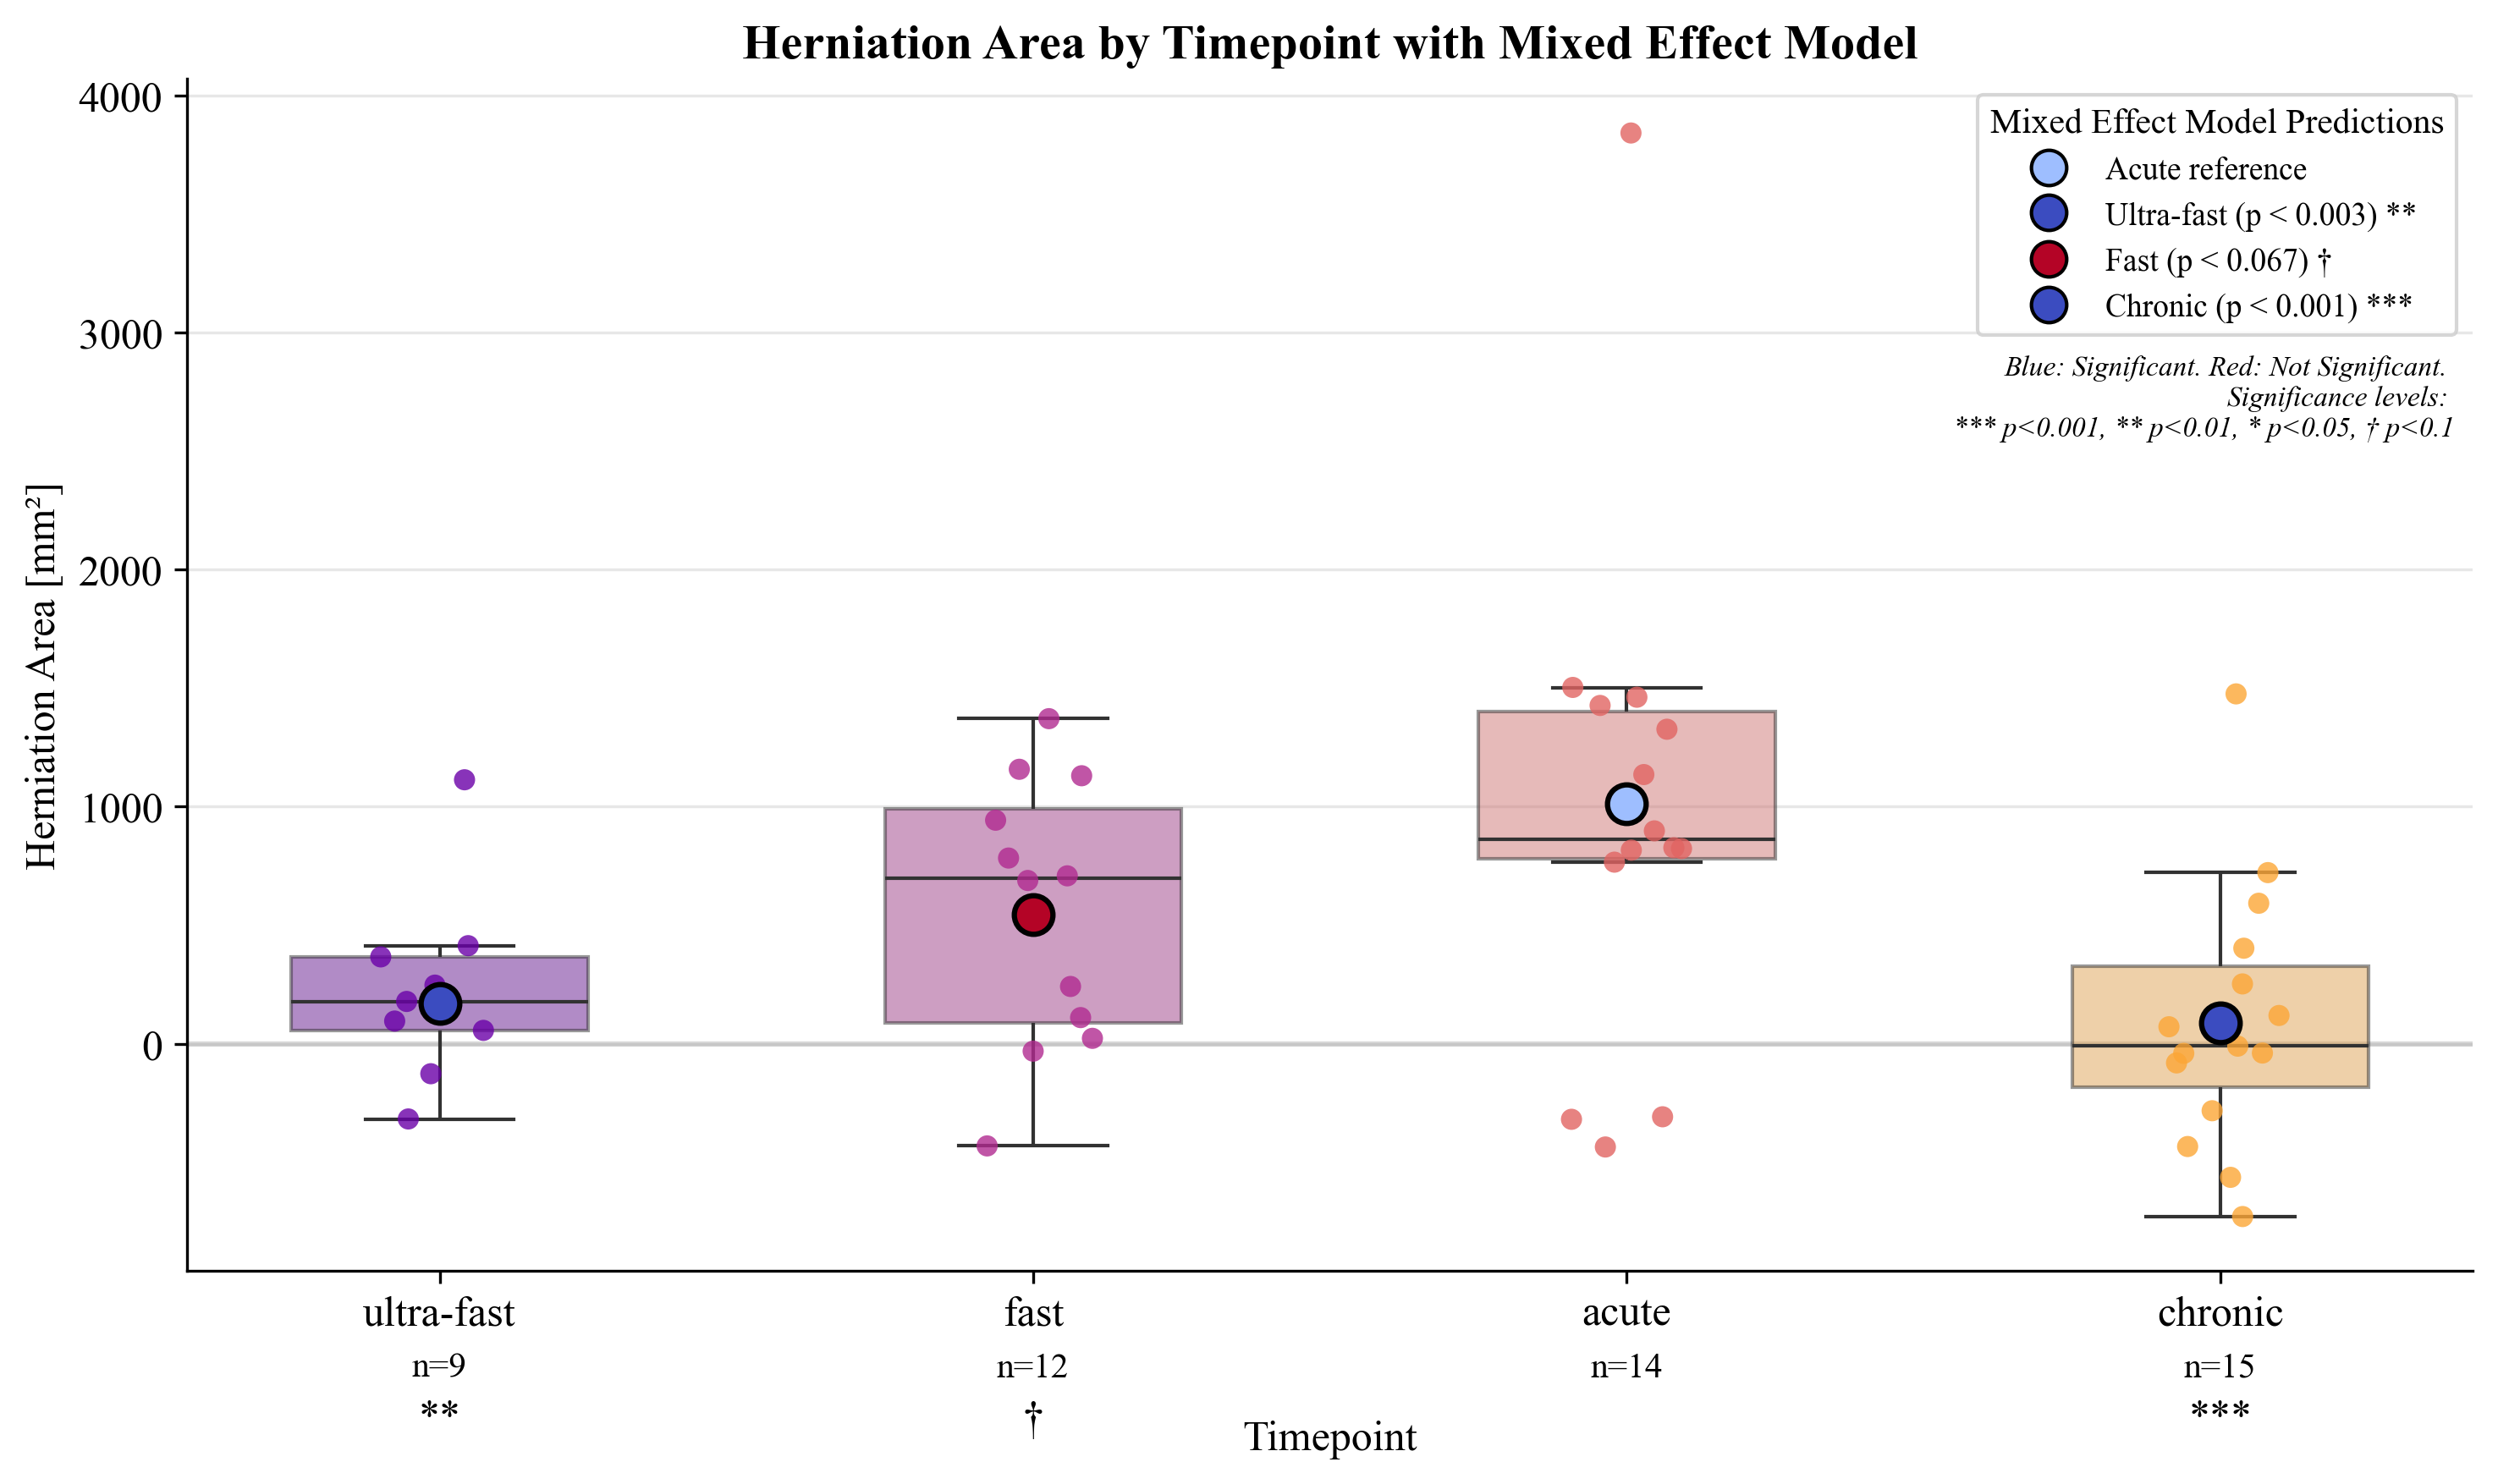 Herniation Area by Timepoint with Mixed Effect Model
4000
3000
2000
1000
0
Herniation Area [mm²]
Mixed Effect Model Predictions
Acute reference
Ultra-fast (p < 0.003) **
Fast (p < 0.067) †
Chronic (p < 0.001) ***
Blue: Significant. Red: Not Significant.
Significance levels:
*** p<0.001, ** p<0.01, * p<0.05, † p<0.1
ultra-fast fast acute chronic
n=9 n=12 n=14 n=15
** † ***
Timepoint